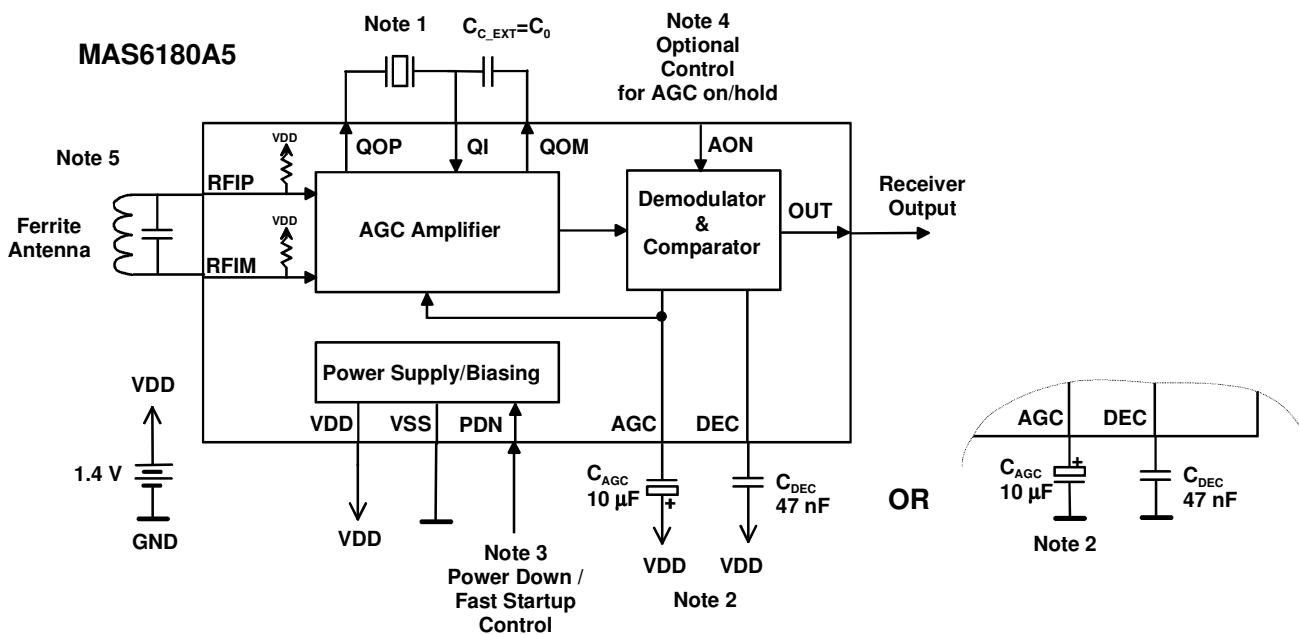 MAS6180A5
Note 1
CC_EXT=C0
Note 4
Optional
Control
for AGC on/hold
QOP
QI
QOM
AON
VDD
VDD
Note 5
RFIP
RFIM
Ferrite
Antenna
AGC Amplifier
Demodulator
&
Comparator
OUT
Receiver
Output
Power Supply/Biasing
VDD
VSS
PDN
AGC
DEC
VDD
1.4 V
GND
VDD
Note 3
Power Down /
Fast Startup
Control
CAGC
10 µF
CDEC
47 nF
VDD
VDD
Note 2
OR
AGC
DEC
CAGC
10 µF
CDEC
47 nF
Note 2